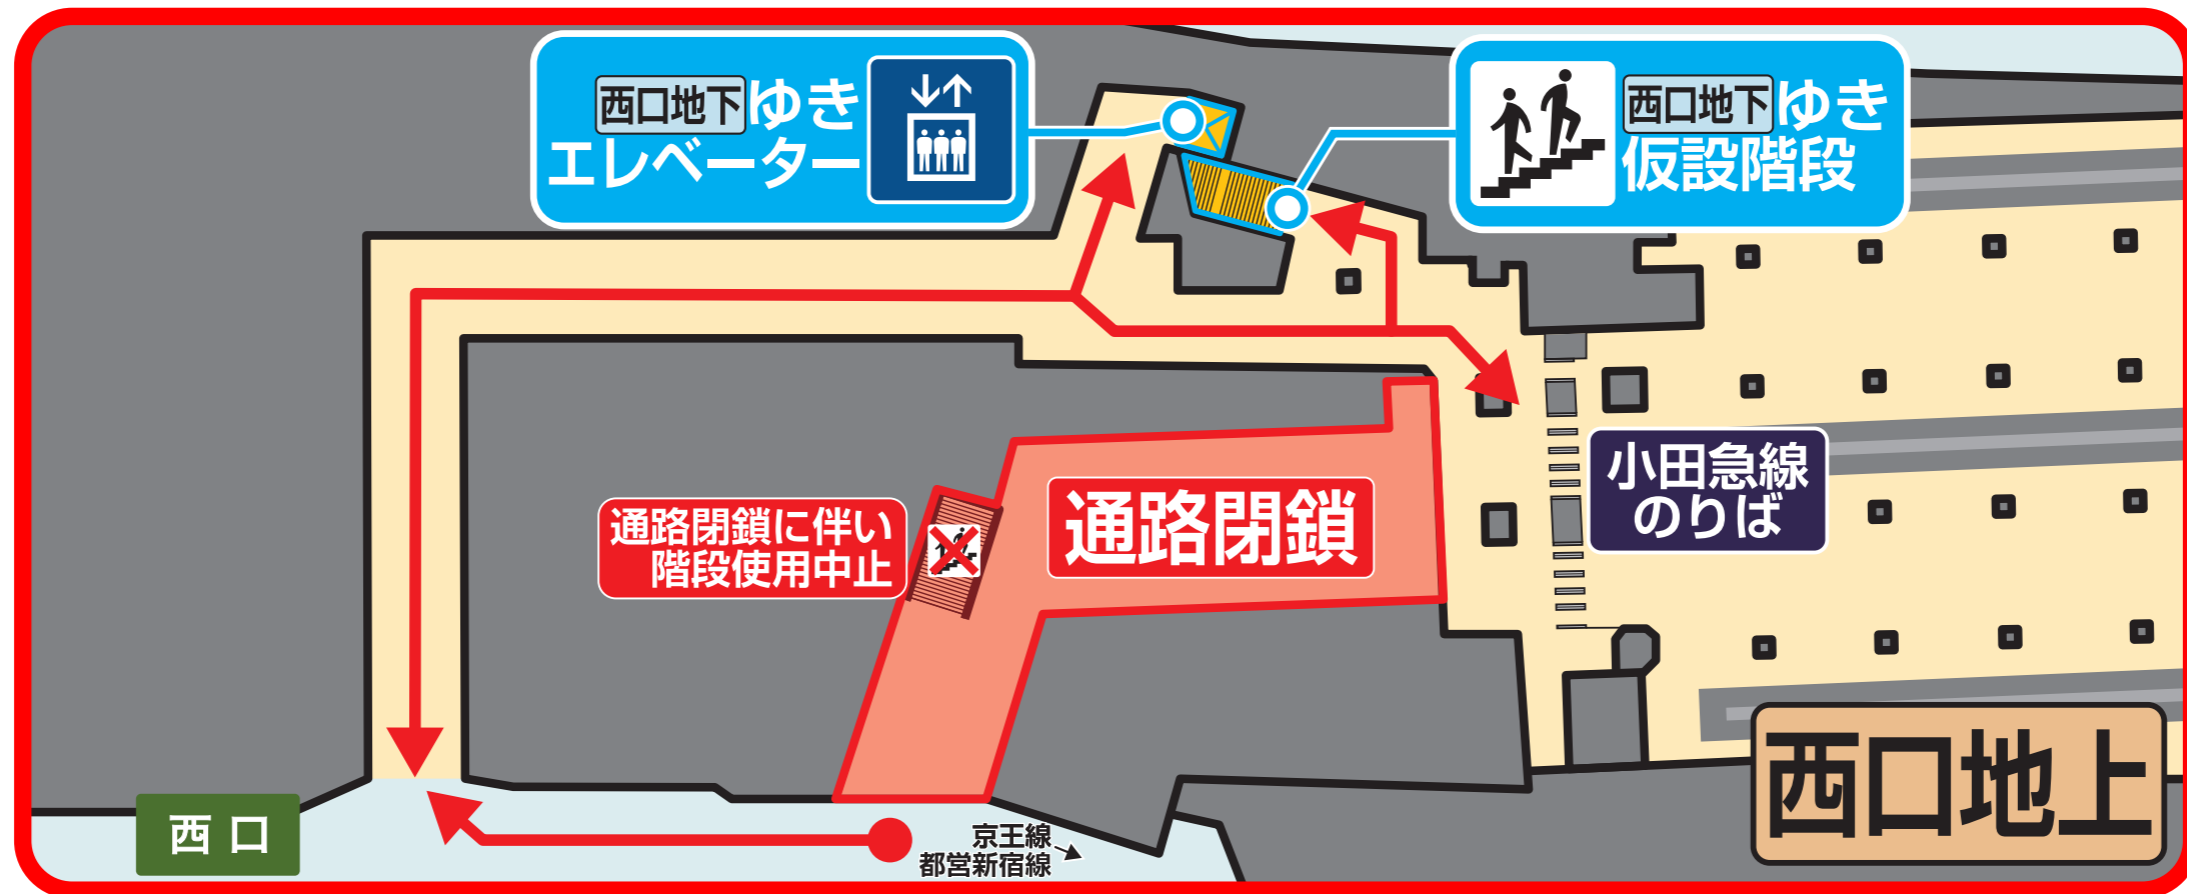 西口地下ゆき
エレベーター
西口地下ゆき
仮設階段
小田急線
のりば
通路閉鎖
通路閉鎖に伴い
階段使用中止
西口地上
西口
京王線
都営新宿線